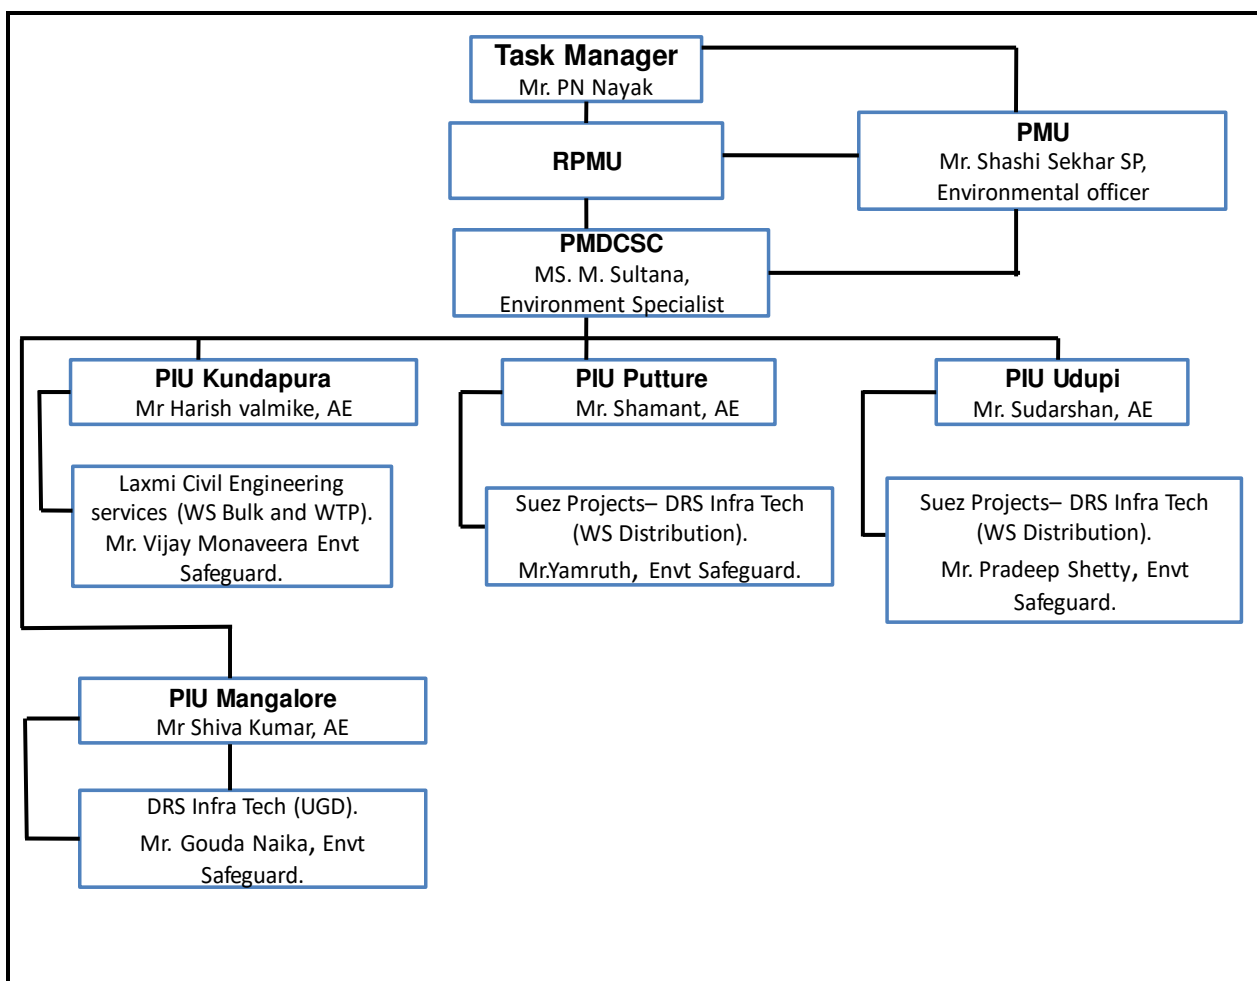 Task Manager
Mr. PN Nayak
RPMU
PMU
Mr. Shashi Sekhar SP,
Environmental officer
PMDCSC
MS. M. Sultana,
Environment Specialist
PIU Kundapura
Mr Harish valmike, AE
PIU Putture
Mr. Shamant, AE
PIU Udupi
Mr. Sudarshan, AE
Laxmi Civil Engineering
services (WS Bulk and WTP).
Mr. Vijay Monaveera Envt
Safeguard.
Suez Projects– DRS Infra Tech
(WS Distribution).
Mr.Yamruth, Envt Safeguard.
Suez Projects– DRS Infra Tech
(WS Distribution).
Mr. Pradeep Shetty, Envt
Safeguard.
PIU Mangalore
Mr Shiva Kumar, AE
DRS Infra Tech (UGD).
Mr. Gouda Naika, Envt
Safeguard.